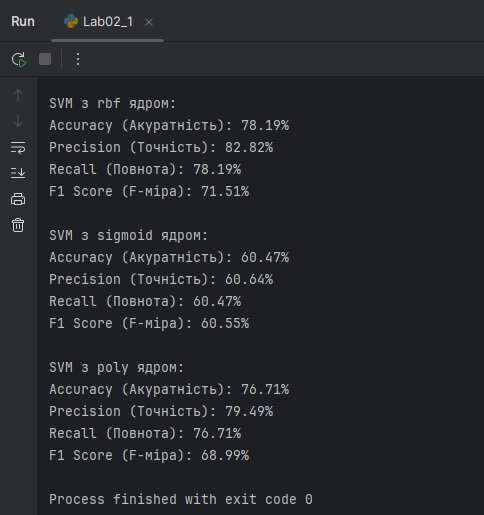 Run Lab02_1
SVM з rbf ядром:
Accuracy (Акуратність): 78.19%
Precision (Точність): 82.82%
Recall (Повнота): 78.19%
F1 Score (F-міра): 71.51%
SVM з sigmoid ядром:
Accuracy (Акуратність): 60.47%
Precision (Точність): 60.64%
Recall (Повнота): 60.47%
F1 Score (F-міра): 60.55%
SVM з poly ядром:
Accuracy (Акуратність): 76.71%
Precision (Точність): 79.49%
Recall (Повнота): 76.71%
F1 Score (F-міра): 68.99%
Process finished with exit code 0